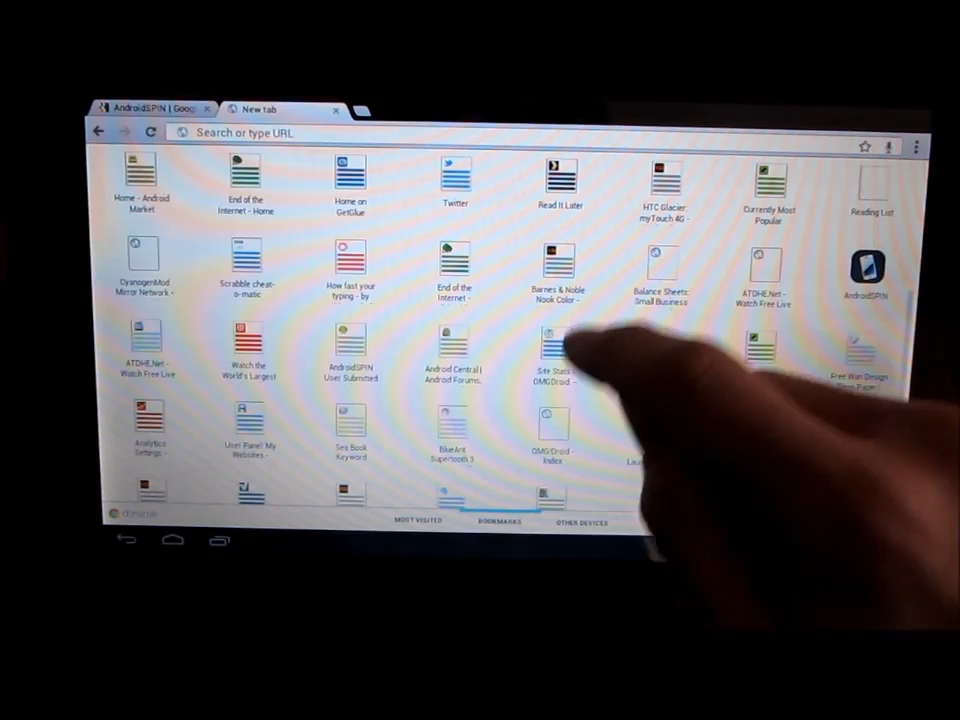 AndroidSPIN | Goog
New tab
Search or type URL
Home - Android
Market
End of the
Internet - Home
Home on
GetGlue
Twitter
Read It Later
HTC Glacier:
myTouch 4G -
Currently Most
Popular
Reading List
CyanogenMod
Mirror Network -
Scrabble cheat-
o-matic
How fast your
typing - by
End of the
Internet -
Barnes & Noble
Nook Color -
Balance Sheets:
Small Business
ATDHE.Net -
Watch Free Live
AndroidSPIN
ATDHE.Net -
Watch Free Live
Watch the
World's Largest
AndroidSPIN
User Submitted
Android Central |
Android Forums,
Site Stats
OMGDroid -
Free Wan Design
Analytics
Settings -
User Panel: My
Websites -
Seo Book
Keyword
BlueAnt
Supertooth 3
OMG!Droid -
Index
chrome
MOST VISITED
BOOKMARKS
OTHER DEVICES